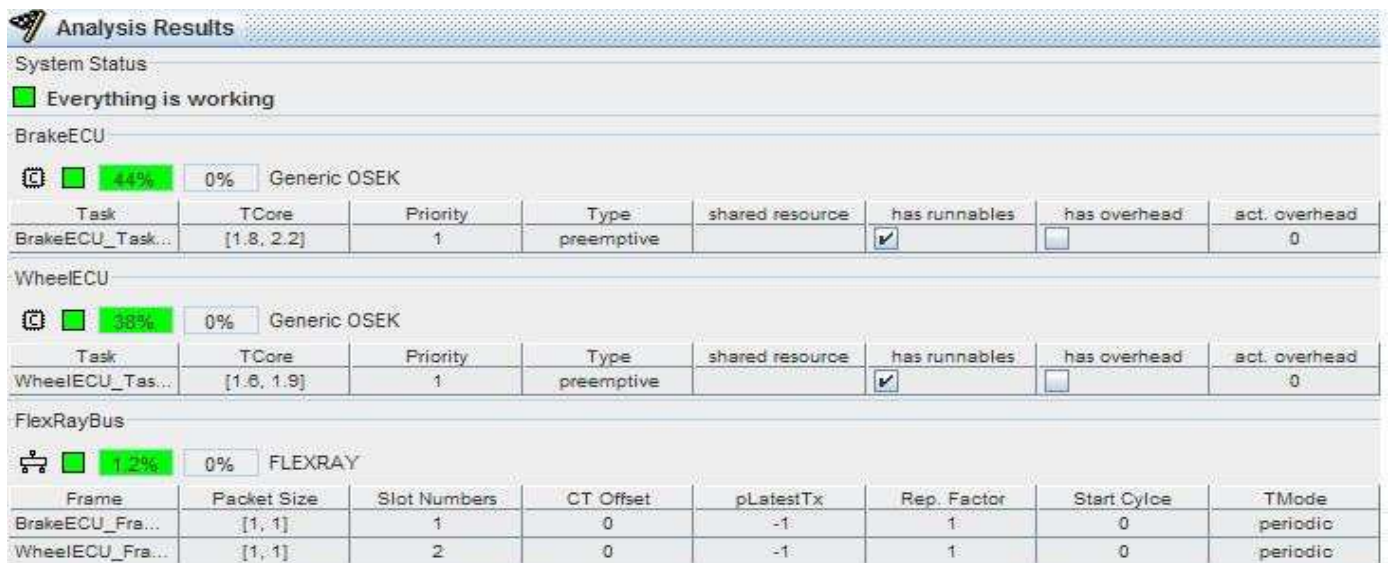 Analysis Results
System Status
Everything is working
BrakeECU
44% 0% Generic OSEK
Task TCore Priority Type shared resource has runnables has overhead act. overhead
BrakeECU_Task... [1.8, 2.2] 1 preemptive 0
WheelECU
38% 0% Generic OSEK
Task TCore Priority Type shared resource has runnables has overhead act. overhead
WheelECU_Tas... [1.6, 1.9] 1 preemptive 0
FlexRayBus
1.2% 0% FLEXRAY
Frame Packet Size Slot Numbers CT Offset pLatestTx Rep. Factor Start Cylce TMode
BrakeECU_Fra... [1, 1] 1 0 -1 1 0 periodic
WheelECU_Fra... [1, 1] 2 0 -1 1 0 periodic